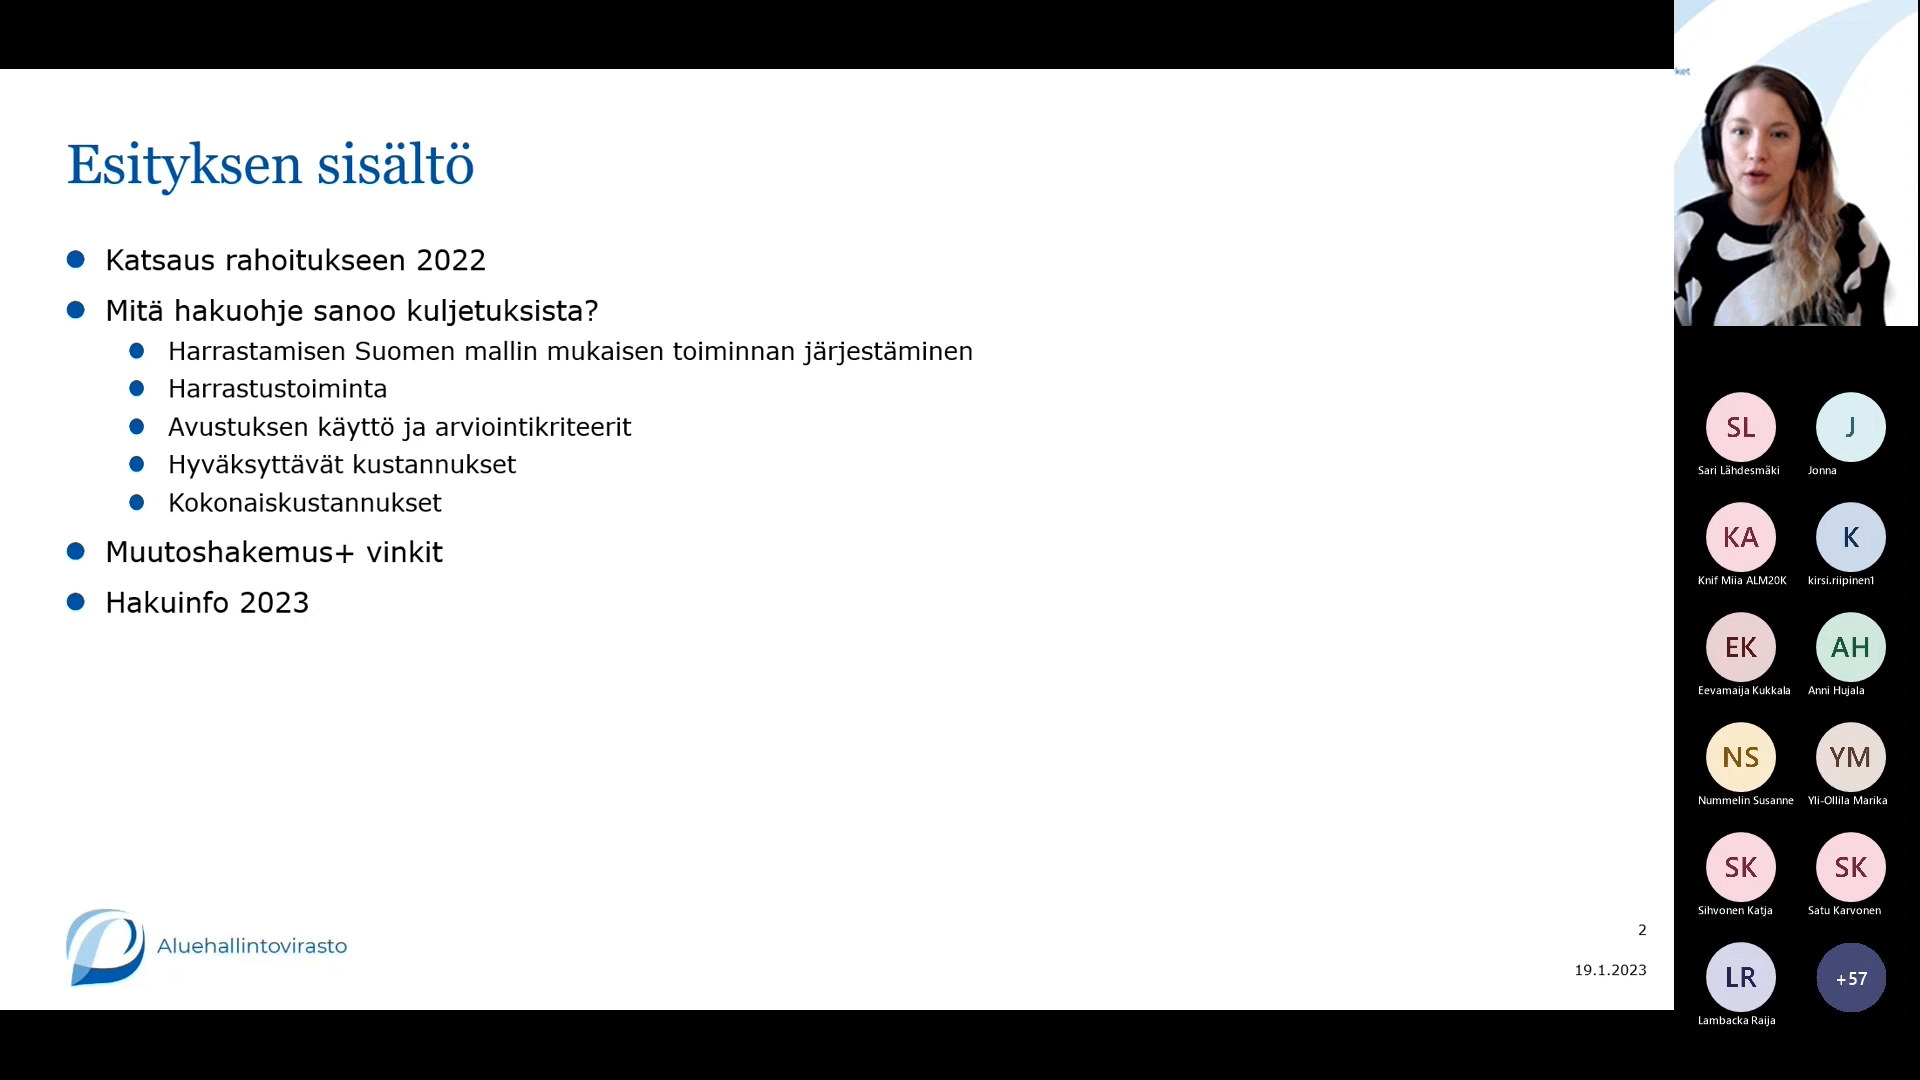 Esityksen sisältö
Katsaus rahoitukseen 2022
Mitä hakuohje sanoo kuljetuksista?
Harrastamisen Suomen mallin mukaisen toiminnan järjestäminen
Harrastustoiminta
Avustuksen käyttö ja arviointikriteerit
Hyväksyttävät kustannukset
Kokonaiskustannukset
Muutoshakemus+ vinkit
Hakuinfo 2023
Aluehallintovirasto
2
19.1.2023
ket
SL
J
Sari Lähdesmäki
Jonna
KA
K
Knif Miia ALM20K
kirsi.riipinen1
EK
AH
Eevamaija Kukkala
Anni Hujala
NS
YM
Nummelin Susanne
Yli-Ollila Marika
SK
SK
Sihvonen Katja
Satu Karvonen
LR
+57
Lambacka Raija